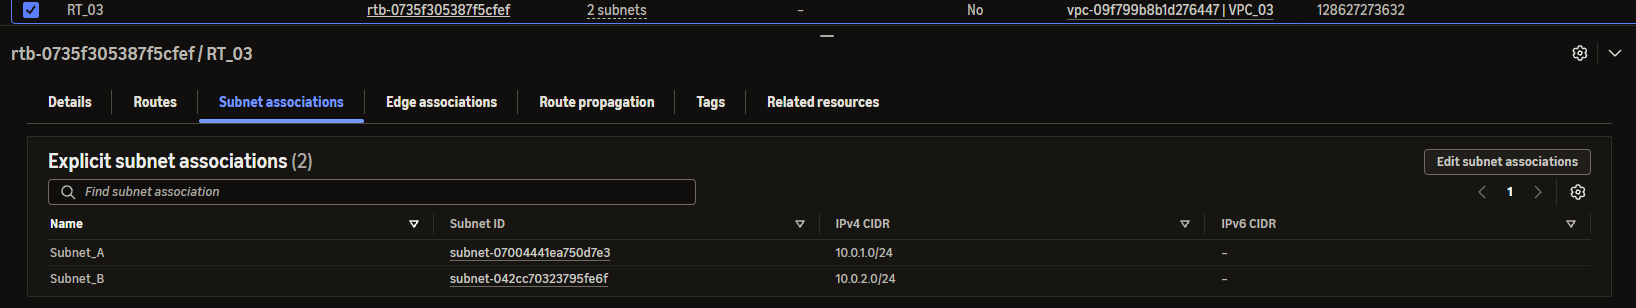 RT_03 rtb-0735f305387f5cfef 2 subnets – No vpc-09f799b8b1d276447 | VPC_03 128627273632
rtb-0735f305387f5cfef / RT_03
Details Routes Subnet associations Edge associations Route propagation Tags Related resources
Explicit subnet associations (2) Edit subnet associations
Find subnet association 1
Name Subnet ID IPv4 CIDR IPv6 CIDR
Subnet_A subnet-07004441ea750d7e3 10.0.1.0/24 –
Subnet_B subnet-042cc70323795fe6f 10.0.2.0/24 –